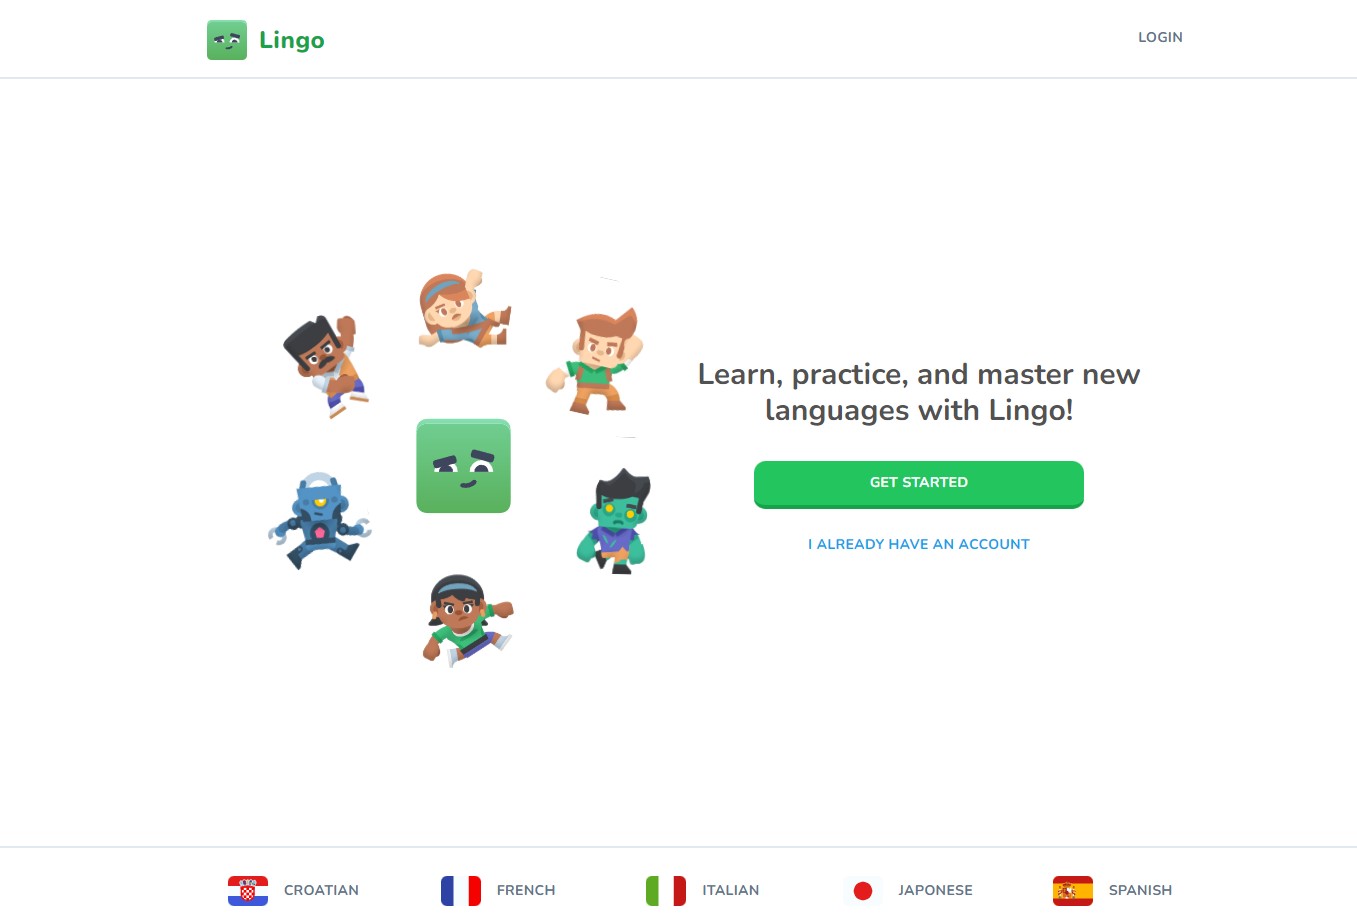 Lingo
LOGIN
Learn, practice, and master new
languages with Lingo!
GET STARTED
I ALREADY HAVE AN ACCOUNT
CROATIAN
FRENCH
ITALIAN
JAPONESE
SPANISH